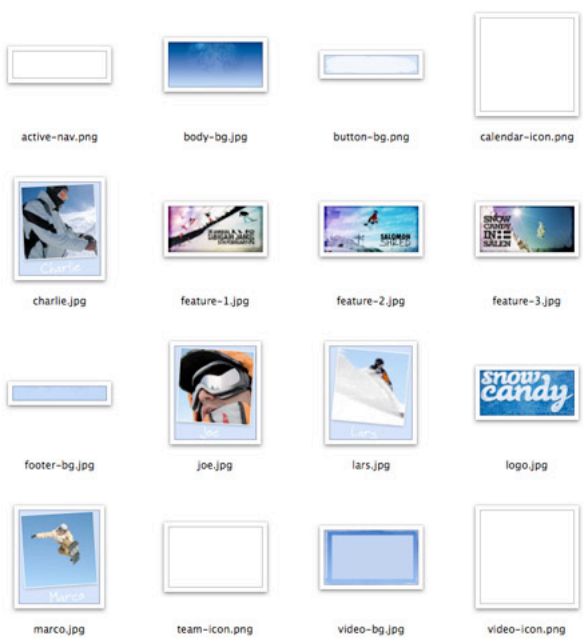 active-nav.png
body-bg.jpg
button-bg.png
calendar-icon.png
Charlie
SALOMON
SHRED
SNOW
CANDY
IN
SÄLEN
charlie.jpg
feature-1.jpg
feature-2.jpg
feature-3.jpg
Joe
Lars
snow
candy
footer-bg.jpg
joe.jpg
lars.jpg
logo.jpg
Marco
marco.jpg
team-icon.png
video-bg.jpg
video-icon.png